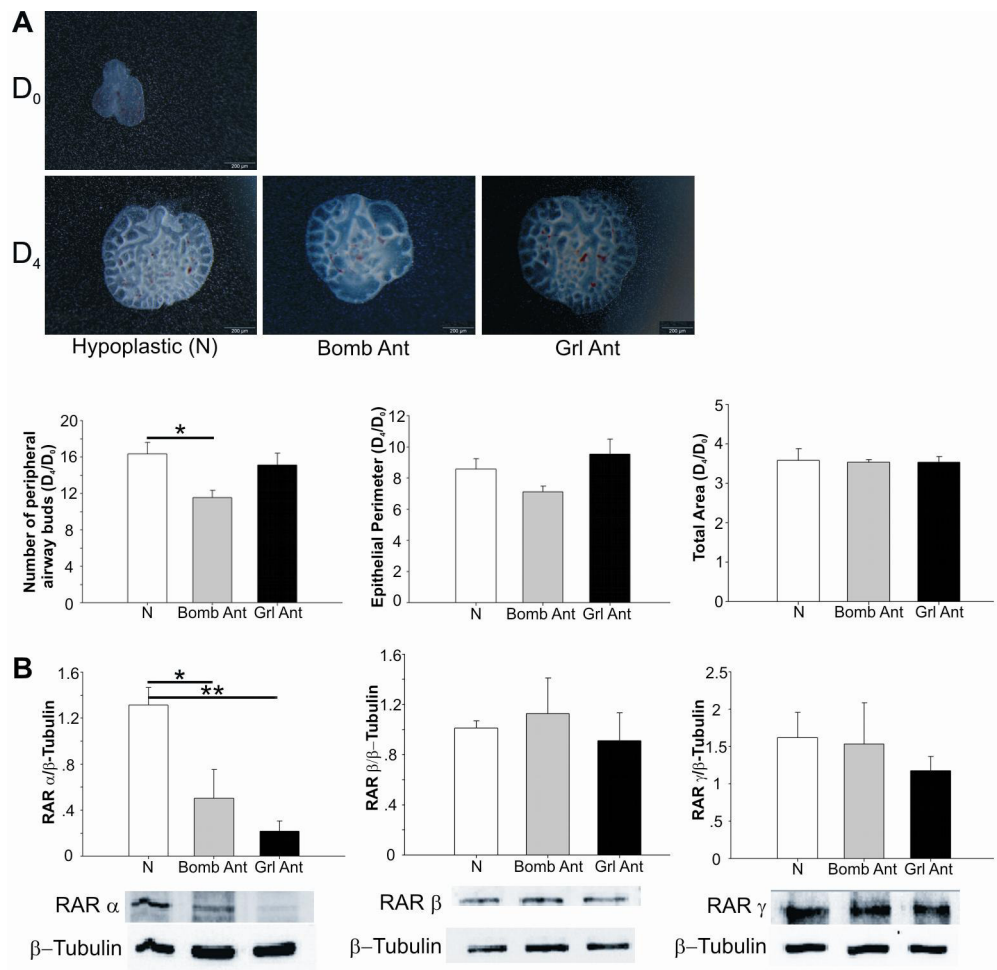 A
D0
200 µm
D4
200 µm
200 µm
200 µm
Hypoplastic (N)
Bomb Ant
Grl Ant
Number of peripheral
airway buds (D4/D0)
20
16
12
8
4
0
*
N
Bomb Ant
Grl Ant
Epithelial Perimeter (D4/D0)
12
10
8
6
4
2
0
N
Bomb Ant
Grl Ant
Total Area (D4/D0)
5
4
3
2
1
0
N
Bomb Ant
Grl Ant
B
RAR α/β-Tubulin
1.6
1.2
.8
.4
0
*
**
N
Bomb Ant
Grl Ant
RAR β/β−Tubulin
1.6
1.2
.8
.4
0
N
Bomb Ant
Grl Ant
RAR γ/β-Tubulin
2.5
2
1.5
1
.5
0
N
Bomb Ant
Grl Ant
RAR α
β−Tubulin
RAR β
β−Tubulin
RAR γ
β−Tubulin